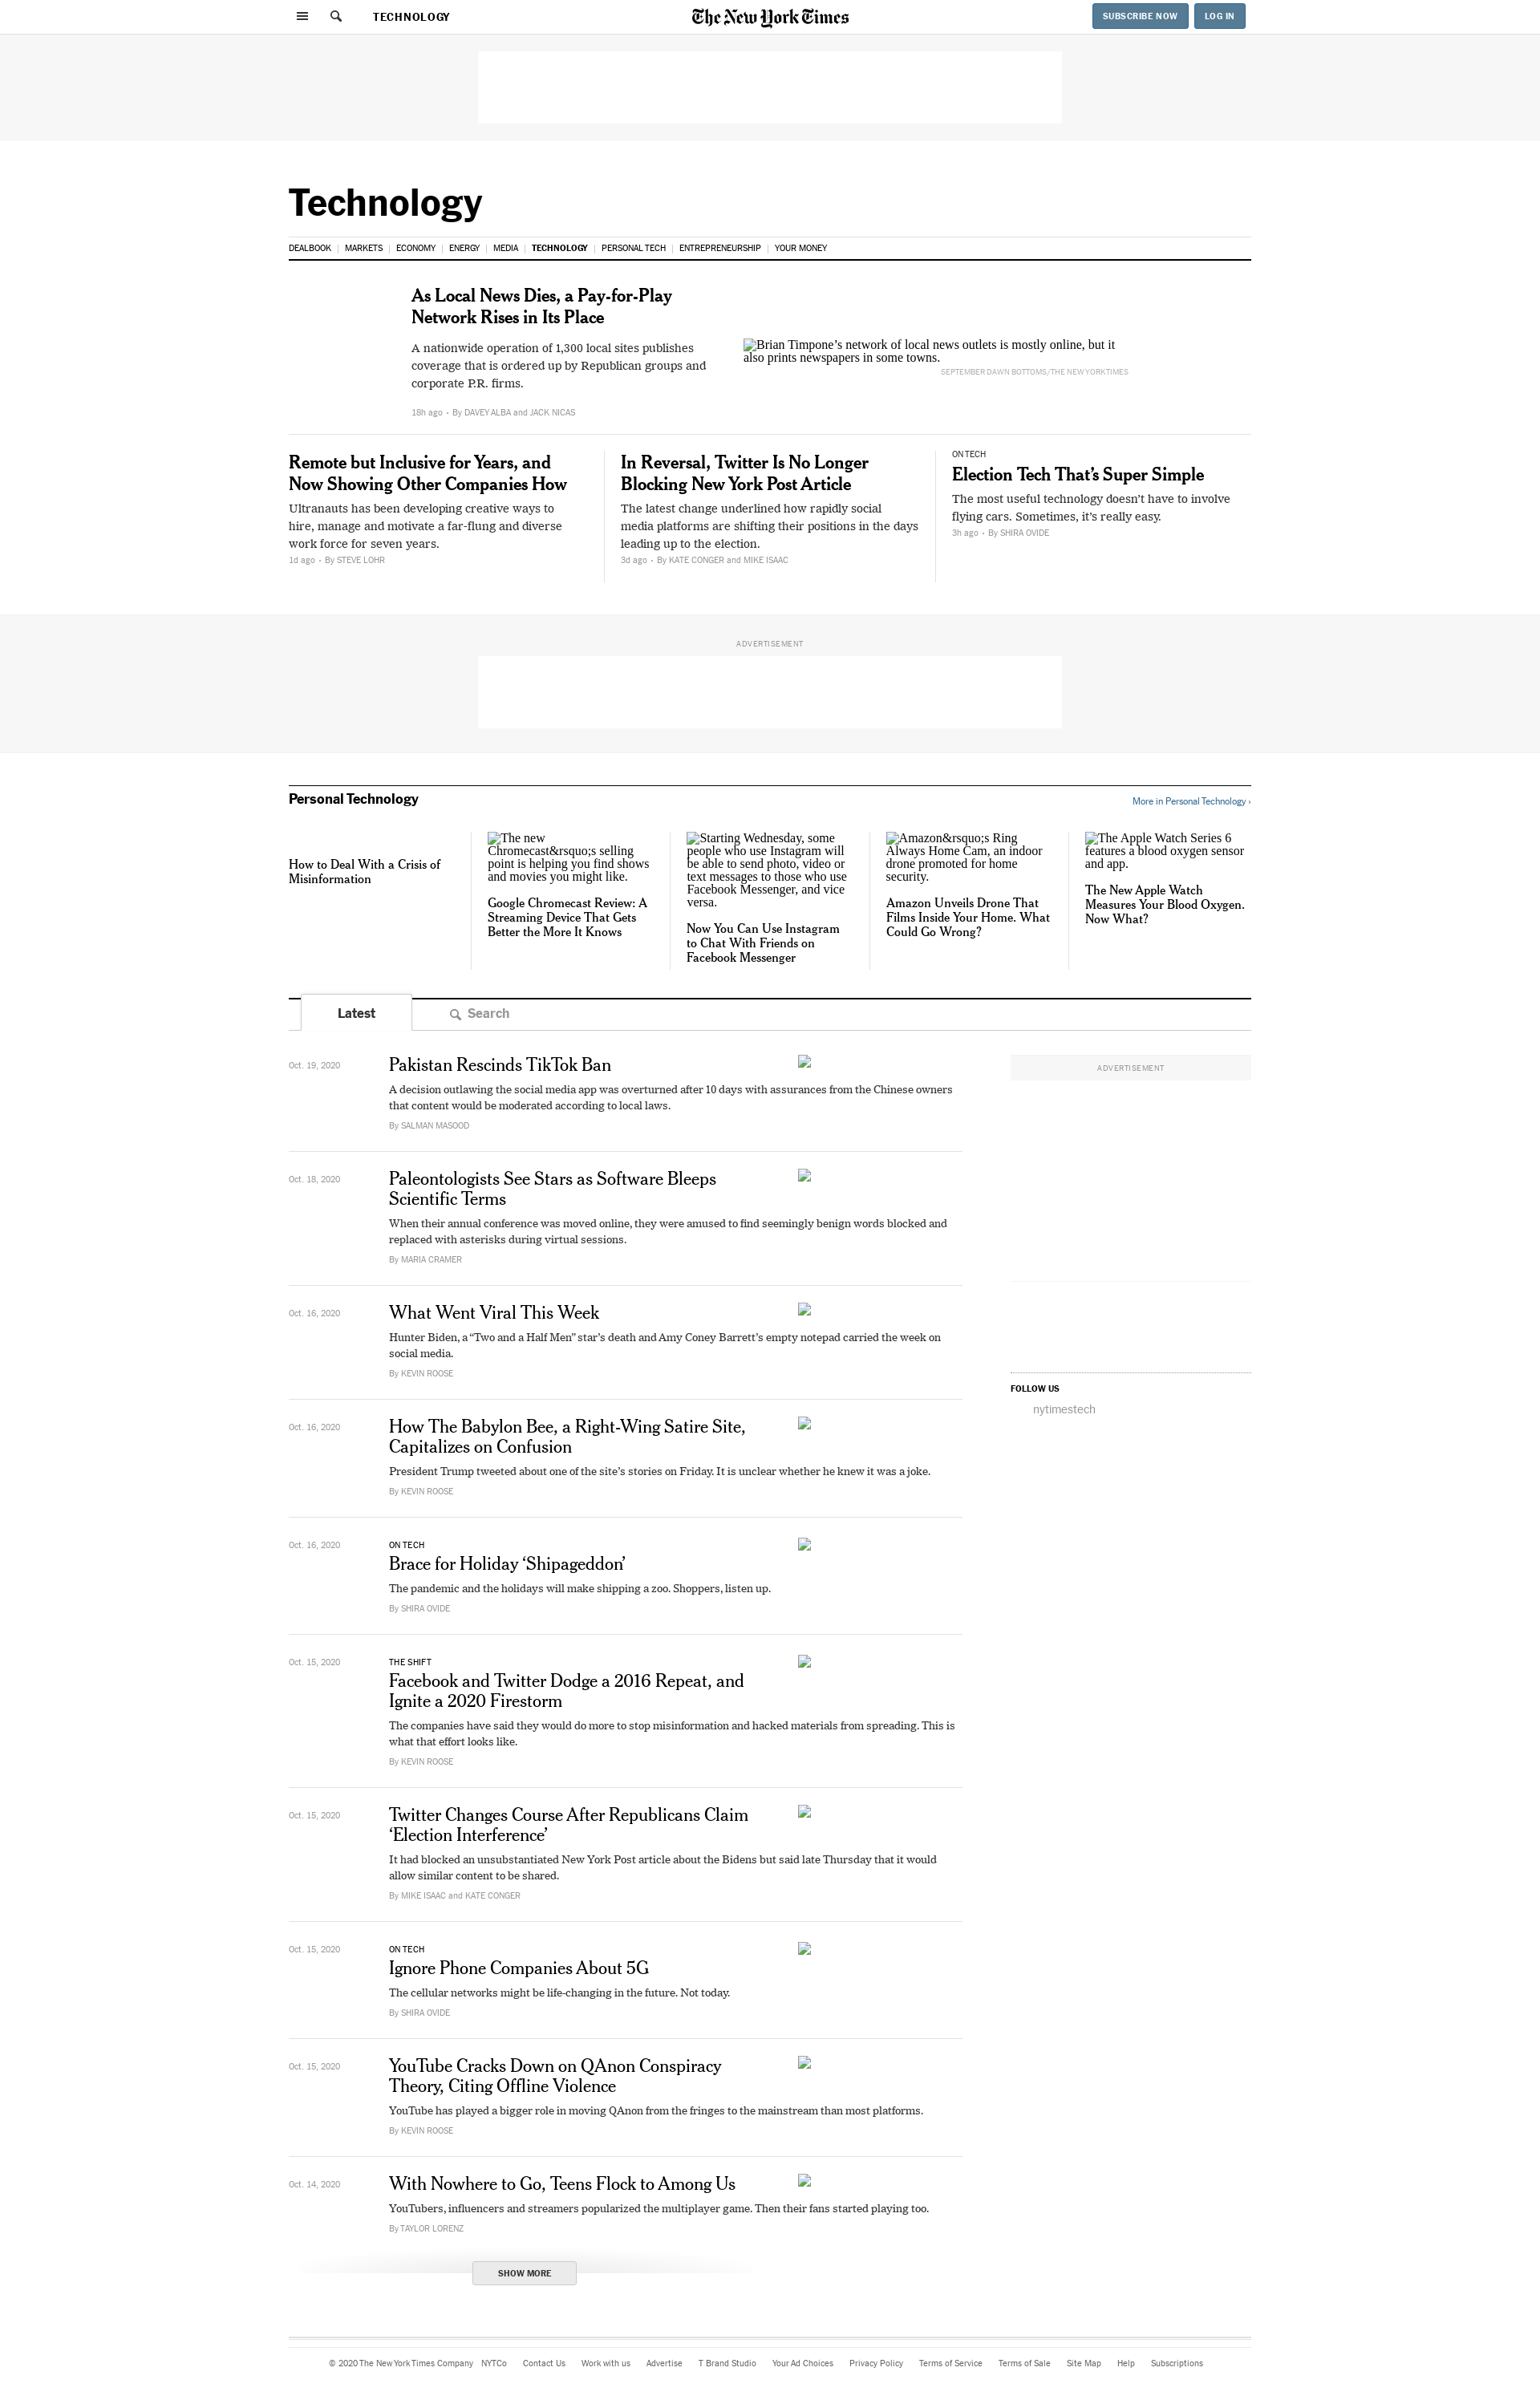 TECHNOLOGY
The New York Times
SUBSCRIBE NOW
LOG IN
Technology
DEALBOOK | MARKETS | ECONOMY | ENERGY | MEDIA | TECHNOLOGY | PERSONAL TECH | ENTREPRENEURSHIP | YOUR MONEY
As Local News Dies, a Pay-for-Play
Network Rises in Its Place
A nationwide operation of 1,300 local sites publishes
coverage that is ordered up by Republican groups and
corporate P.R. firms.
18h ago • By DAVEY ALBA and JACK NICAS
Brian Timpone’s network of local news outlets is mostly online, but it
also prints newspapers in some towns.
SEPTEMBER DAWN BOTTOMS/THE NEW YORK TIMES
Remote but Inclusive for Years, and
Now Showing Other Companies How
Ultranauts has been developing creative ways to
hire, manage and motivate a far-flung and diverse
work force for seven years.
1d ago • By STEVE LOHR
In Reversal, Twitter Is No Longer
Blocking New York Post Article
The latest change underlined how rapidly social
media platforms are shifting their positions in the days
leading up to the election.
3d ago • By KATE CONGER and MIKE ISAAC
ON TECH
Election Tech That’s Super Simple
The most useful technology doesn’t have to involve
flying cars. Sometimes, it’s really easy.
3h ago • By SHIRA OVIDE
ADVERTISEMENT
Personal Technology
More in Personal Technology ›
How to Deal With a Crisis of
Misinformation
The new
Chromecast&rsquo;s selling
point is helping you find shows
and movies you might like.
Google Chromecast Review: A
Streaming Device That Gets
Better the More It Knows
Starting Wednesday, some
people who use Instagram will
be able to send photo, video or
text messages to those who use
Facebook Messenger, and vice
versa.
Now You Can Use Instagram
to Chat With Friends on
Facebook Messenger
Amazon&rsquo;s Ring
Always Home Cam, an indoor
drone promoted for home
security.
Amazon Unveils Drone That
Films Inside Your Home. What
Could Go Wrong?
The Apple Watch Series 6
features a blood oxygen sensor
and app.
The New Apple Watch
Measures Your Blood Oxygen.
Now What?
Latest
Search
ADVERTISEMENT
Oct. 19, 2020
Pakistan Rescinds TikTok Ban
A decision outlawing the social media app was overturned after 10 days with assurances from the Chinese owners
that content would be moderated according to local laws.
By SALMAN MASOOD
Oct. 18, 2020
Paleontologists See Stars as Software Bleeps
Scientific Terms
When their annual conference was moved online, they were amused to find seemingly benign words blocked and
replaced with asterisks during virtual sessions.
By MARIA CRAMER
Oct. 16, 2020
What Went Viral This Week
Hunter Biden, a “Two and a Half Men” star’s death and Amy Coney Barrett’s empty notepad carried the week on
social media.
By KEVIN ROOSE
FOLLOW US
nytimestech
Oct. 16, 2020
How The Babylon Bee, a Right-Wing Satire Site,
Capitalizes on Confusion
President Trump tweeted about one of the site’s stories on Friday. It is unclear whether he knew it was a joke.
By KEVIN ROOSE
Oct. 16, 2020
ON TECH
Brace for Holiday ‘Shipageddon’
The pandemic and the holidays will make shipping a zoo. Shoppers, listen up.
By SHIRA OVIDE
Oct. 15, 2020
THE SHIFT
Facebook and Twitter Dodge a 2016 Repeat, and
Ignite a 2020 Firestorm
The companies have said they would do more to stop misinformation and hacked materials from spreading. This is
what that effort looks like.
By KEVIN ROOSE
Oct. 15, 2020
Twitter Changes Course After Republicans Claim
‘Election Interference’
It had blocked an unsubstantiated New York Post article about the Bidens but said late Thursday that it would
allow similar content to be shared.
By MIKE ISAAC and KATE CONGER
Oct. 15, 2020
ON TECH
Ignore Phone Companies About 5G
The cellular networks might be life-changing in the future. Not today.
By SHIRA OVIDE
Oct. 15, 2020
YouTube Cracks Down on QAnon Conspiracy
Theory, Citing Offline Violence
YouTube has played a bigger role in moving QAnon from the fringes to the mainstream than most platforms.
By KEVIN ROOSE
Oct. 14, 2020
With Nowhere to Go, Teens Flock to Among Us
YouTubers, influencers and streamers popularized the multiplayer game. Then their fans started playing too.
By TAYLOR LORENZ
SHOW MORE
© 2020 The New York Times Company NYTCo Contact Us Work with us Advertise T Brand Studio Your Ad Choices Privacy Policy Terms of Service Terms of Sale Site Map Help Subscriptions